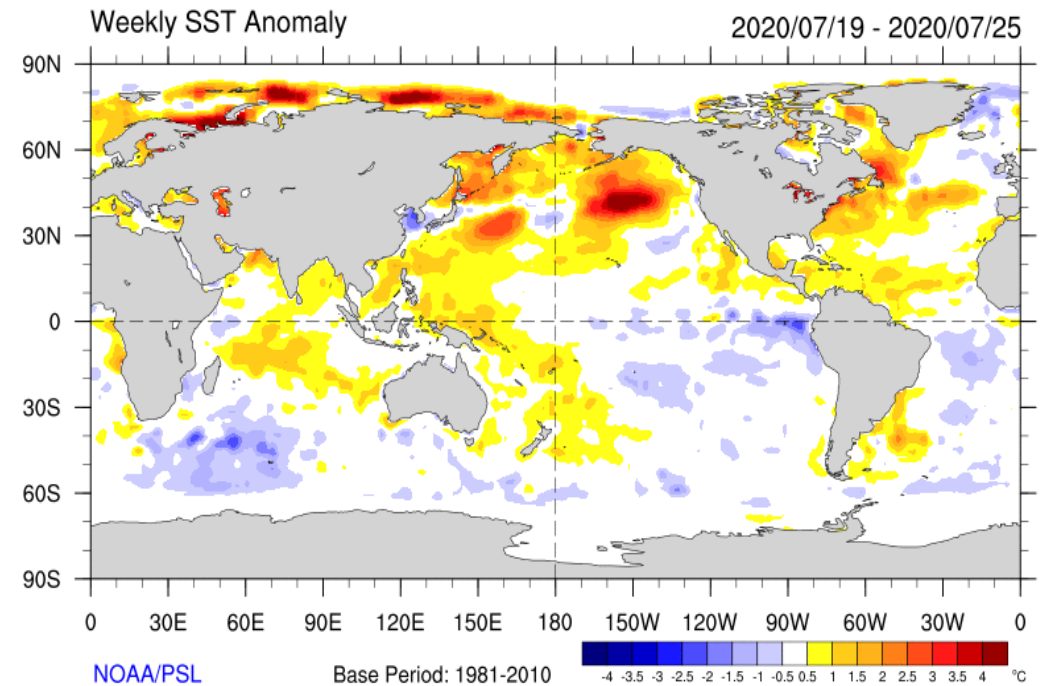 Weekly SST Anomaly 2020/07/19 - 2020/07/25
90N
60N
30N
0
30S
60S
90S
0 30E 60E 90E 120E 150E 180 150W 120W 90W 60W 30W 0
NOAA/PSL Base Period: 1981-2010
-4 -3.5 -3 -2.5 -2 -1.5 -1 -0.5 0.5 1 1.5 2 2.5 3 3.5 4 °C